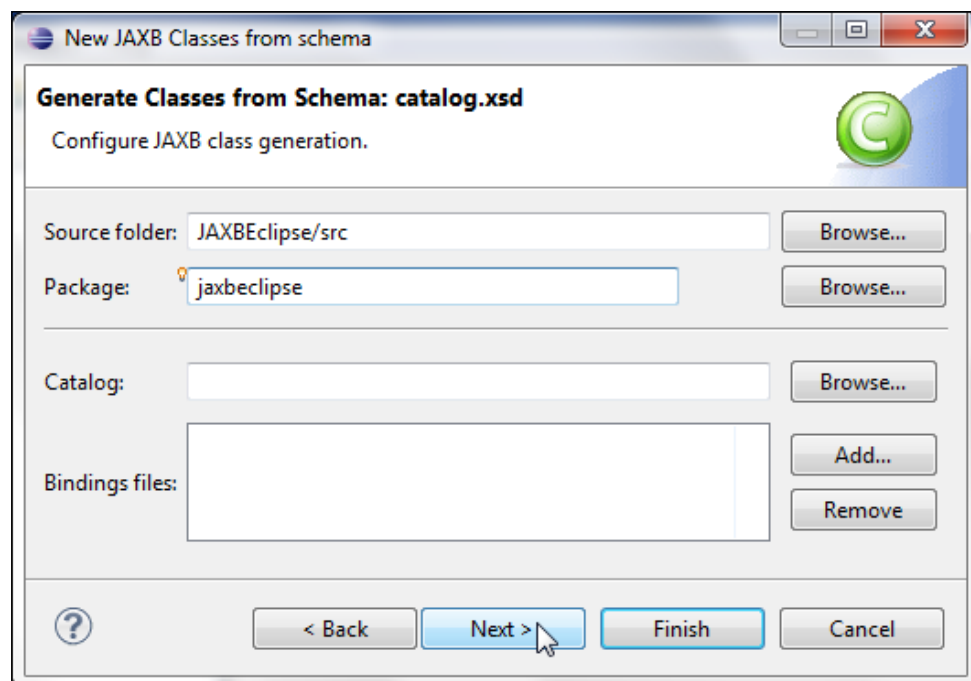 New JAXB Classes from schema
Generate Classes from Schema: catalog.xsd
Configure JAXB class generation.
C
Source folder: JAXBEclipse/src Browse...
Package: jaxbeclipse Browse...
Catalog: Browse...
Bindings files: Add...
Remove
? < Back Next > Finish Cancel